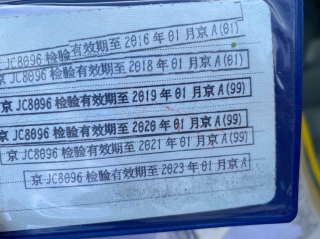 京 JC8096 检验有效期至 2016 年 01 月京 A(01)
京 JC8096 检验有效期至 2018 年 01 月京 A(01)
京 JC8096 检验有效期至 2019 年 01 月京 A(99)
京 JC8096 检验有效期至 2020 年 01 月京 A(99)
京 JC8096 检验有效期至 2021 年 01 月京 A(99)
京 JC8096 检验有效期至 2023 年 01 月京 A